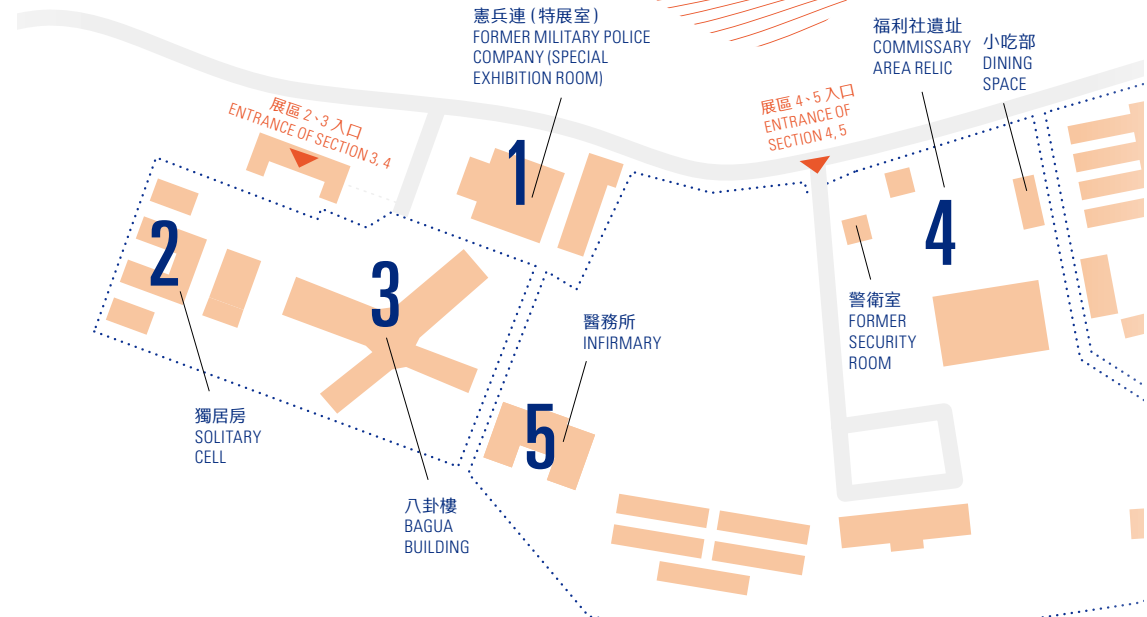 憲兵連 (特展室)
FORMER MILITARY POLICE
COMPANY (SPECIAL
EXHIBITION ROOM)
福利社遺址
COMMISSARY
AREA RELIC
小吃部
DINING
SPACE
展區 2、3 入口
ENTRANCE OF SECTION 3, 4
展區 4、5 入口
ENTRANCE OF
SECTION 4, 5
1
2
3
4
5
警衛室
FORMER
SECURITY
ROOM
醫務所
INFIRMARY
獨居房
SOLITARY
CELL
八卦樓
BAGUA
BUILDING